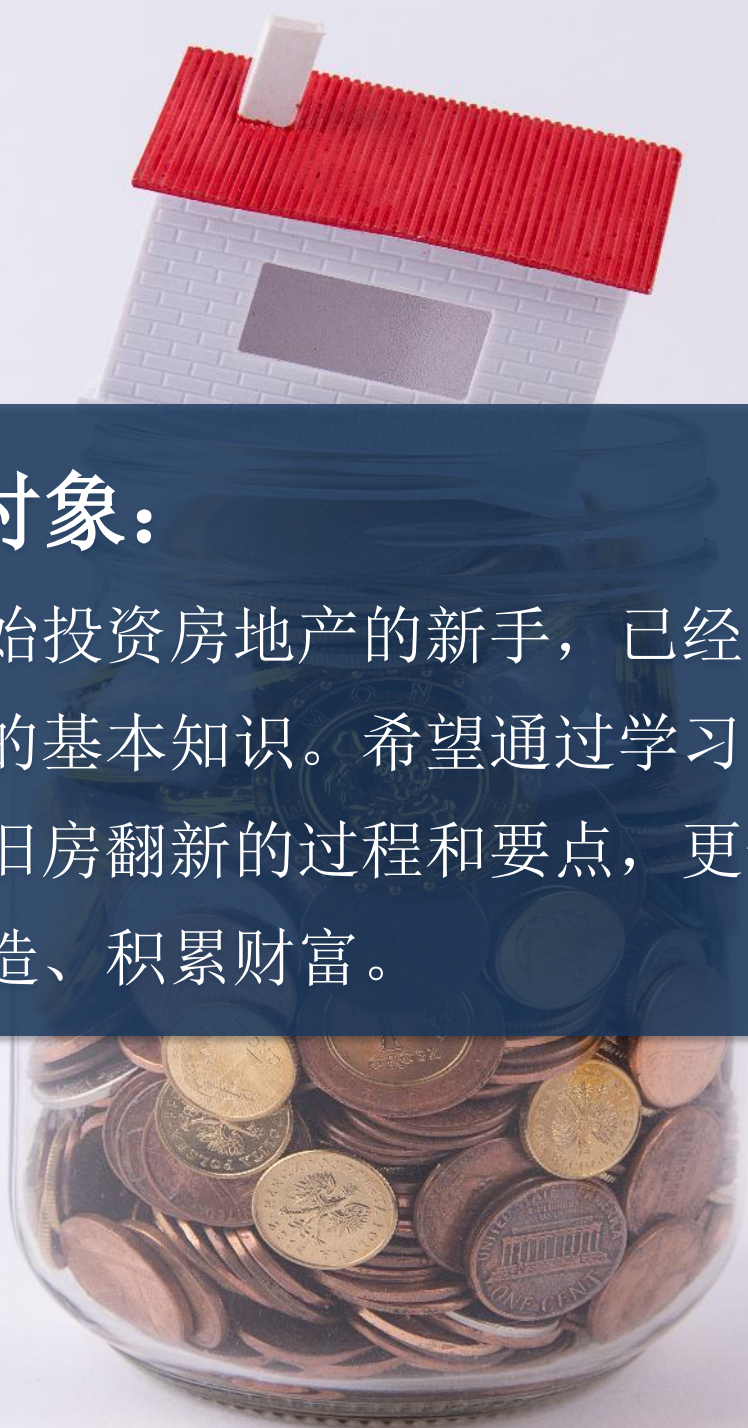 对象：
始投资房地产的新手，已经
的基本知识。希望通过学习
旧房翻新的过程和要点，更
造、积累财富。
ONE CENT